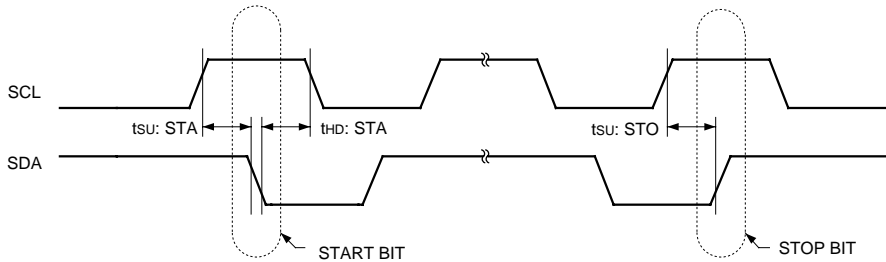 SCL
tSU: STA
tHD: STA
tSU: STO
SDA
START BIT
STOP BIT